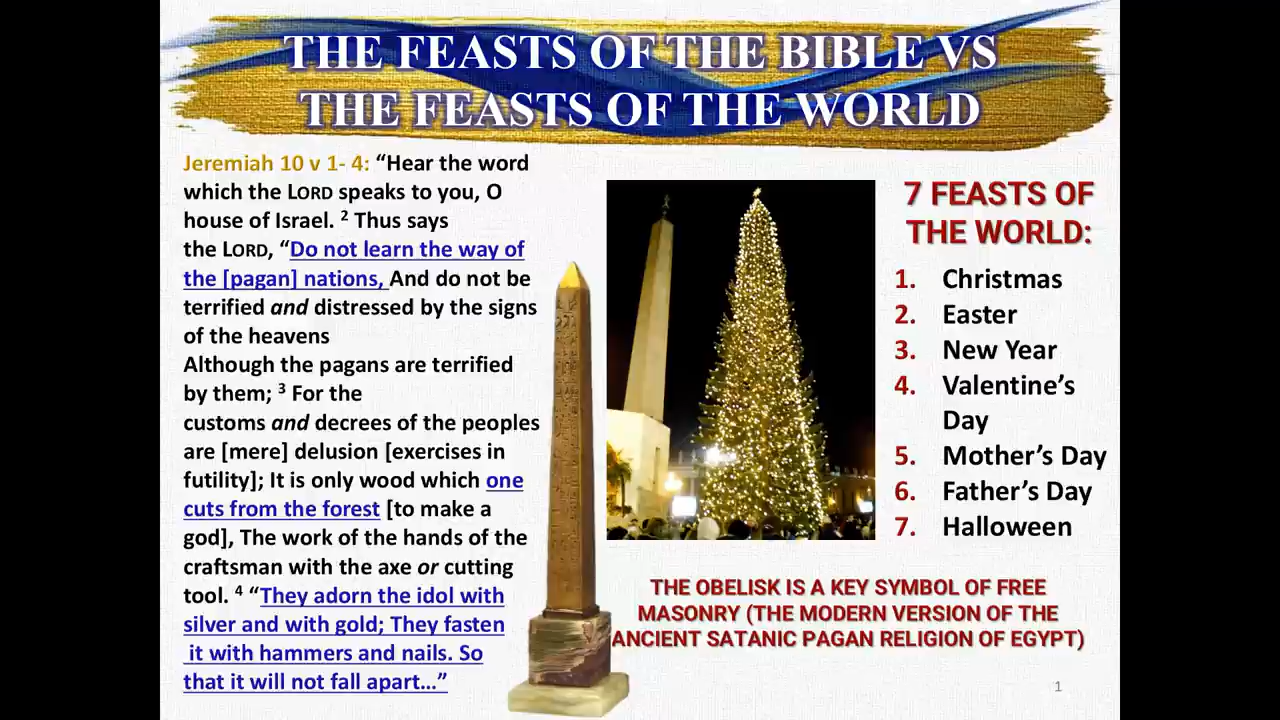 THE FEASTS OF THE BIBLE VS
THE FEASTS OF THE WORLD
Jeremiah 10 v 1- 4: “Hear the word
which the LORD speaks to you, O
house of Israel. 2 Thus says
the LORD, “Do not learn the way of
the [pagan] nations, And do not be
terrified and distressed by the signs
of the heavens
Although the pagans are terrified
by them; 3 For the
customs and decrees of the peoples
are [mere] delusion [exercises in
futility]; It is only wood which one
cuts from the forest [to make a
god], The work of the hands of the
craftsman with the axe or cutting
tool. 4 “They adorn the idol with
silver and with gold; They fasten
it with hammers and nails. So
that it will not fall apart…”
7 FEASTS OF
THE WORLD:
1. Christmas
2. Easter
3. New Year
4. Valentine’s
Day
5. Mother’s Day
6. Father’s Day
7. Halloween
THE OBELISK IS A KEY SYMBOL OF FREE
MASONRY (THE MODERN VERSION OF THE
ANCIENT SATANIC PAGAN RELIGION OF EGYPT)
1